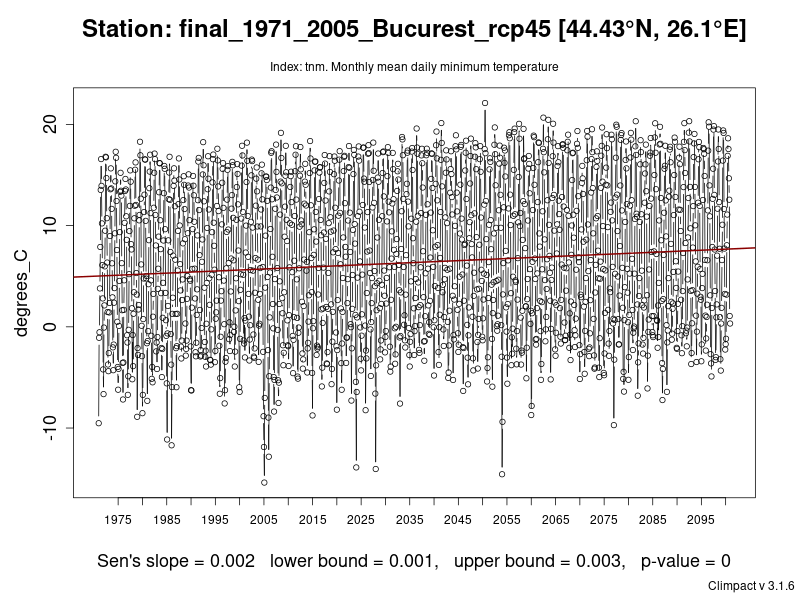 Station: final_1971_2005_Bucurest_rcp45 [44.43°N, 26.1°E]
Index: tnm. Monthly mean daily minimum temperature
degrees_C
20
10
0
-10
1975 1985 1995 2005 2015 2025 2035 2045 2055 2065 2075 2085 2095
Sen's slope = 0.002 lower bound = 0.001, upper bound = 0.003, p-value = 0
Climpact v 3.1.6